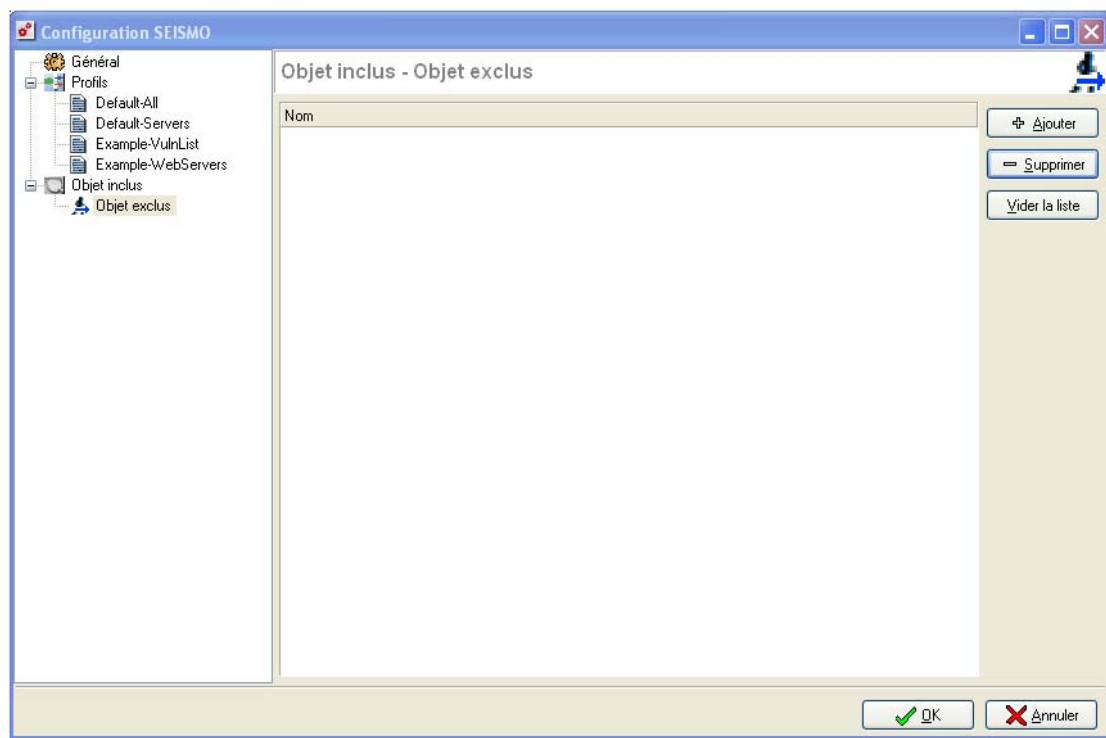 Configuration SEISMO
Général
Profils
Default-All
Default-Servers
Example-VulnList
Example-WebServers
Objet inclus
Objet exclus
Objet inclus - Objet exclus
Nom
Ajouter
Supprimer
Vider la liste
OK
Annuler